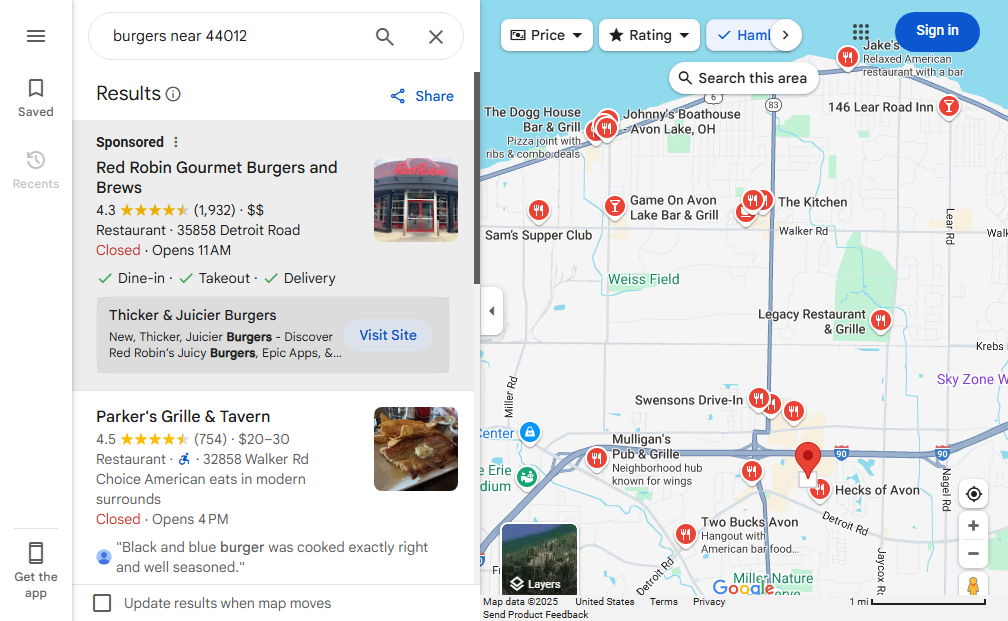 burgers near 44012
Saved
Recents
Get the
app
Results
Share
Sponsored
Red Robin Gourmet Burgers and
Brews
4.3 (1,932) · $$
Restaurant · 35858 Detroit Road
Closed · Opens 11 AM
Dine-in · Takeout · Delivery
Thicker & Juicier Burgers
New, Thicker, Juicier Burgers - Discover
Red Robin's Juicy Burgers, Epic Apps, &...
Visit Site
Red Robin
Parker's Grille & Tavern
4.5 (754) · $20–30
Restaurant · 32858 Walker Rd
Choice American eats in modern
surrounds
Closed · Opens 4 PM
"Black and blue burger was cooked exactly right
and well seasoned."
Update results when map moves
Price
Rating
Haml
Sign in
Search this area
Jake's
Relaxed American
restaurant with a bar
6
83
The Dogg House
Bar & Grill
Pizza joint with
ribs & combo deals
Johnny's Boathouse
- Avon Lake, OH
146 Lear Road Inn
Game On Avon
Lake Bar & Grill
The Kitchen
Sam's Supper Club
Walker Rd
Lear Rd
Walk
Weiss Field
Legacy Restaurant
& Grille
Krebs
Sky Zone W
Miller Rd
Swensons Drive-In
Center
Mulligan's
Pub & Grille
Neighborhood hub
known for wings
e Erie
dium
90
90
Nagel Rd
Hecks of Avon
Detroit Rd
Two Bucks Avon
Hangout with
American bar food...
Jaycox Rd
Detroit Rd
Miller Nature
Google
Layers
Map data ©2025 United States Terms Privacy 1 mi
Send Product Feedback